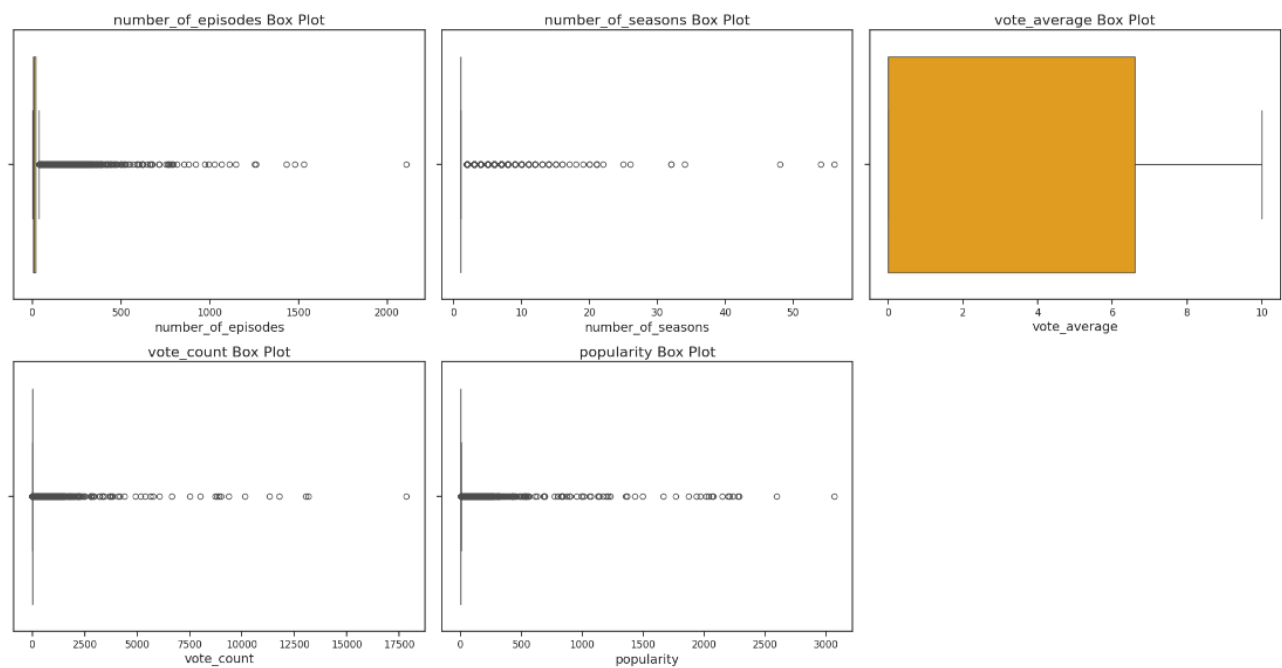 number_of_episodes Box Plot
0 500 1000 1500 2000
number_of_episodes
number_of_seasons Box Plot
0 10 20 30 40 50
number_of_seasons
vote_average Box Plot
0 2 4 6 8 10
vote_average
vote_count Box Plot
0 2500 5000 7500 10000 12500 15000 17500
vote_count
popularity Box Plot
0 500 1000 1500 2000 2500 3000
popularity